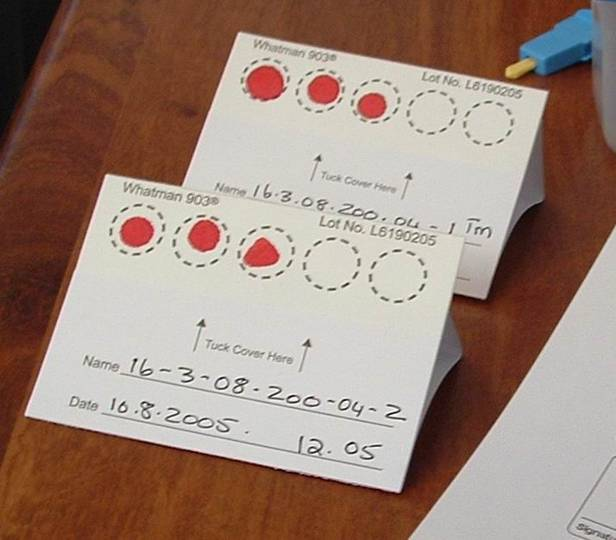 Whatman 903®
Lot No. L6190205
Tuck Cover Here
Name 16-3.08.200.04-1 Tm
Whatman 903®
Lot No. L6190205
Tuck Cover Here
Name 16-3-08-200-04-2
Date 16.8.2005. 12.05